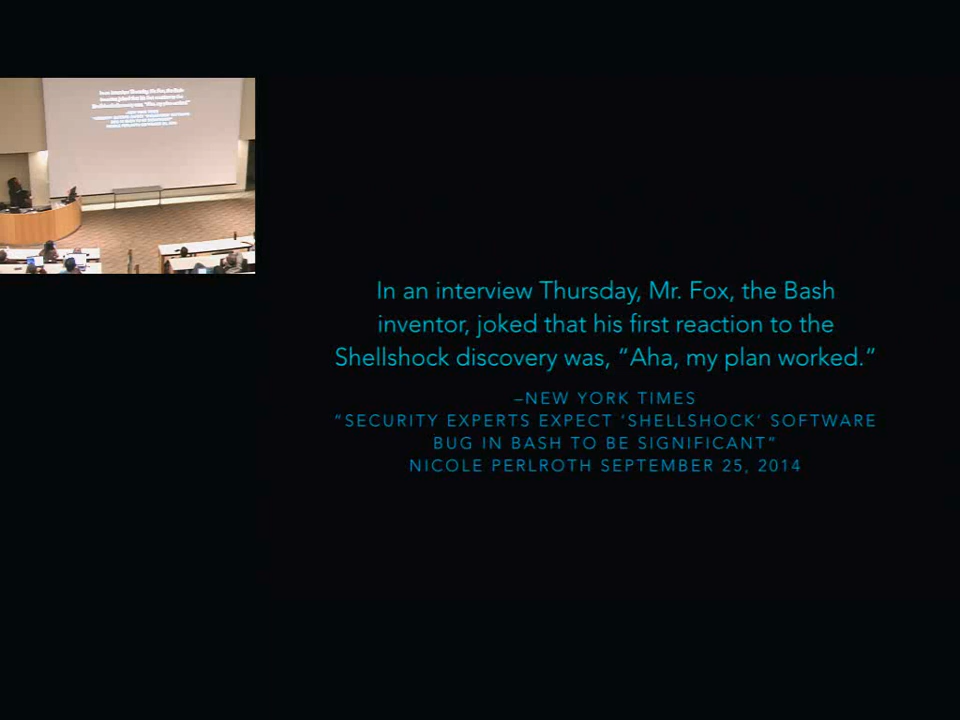 In an interview Thursday, Mr. Fox, the Bash
inventor, joked that his first reaction to the
Shellshock discovery was, “Aha, my plan worked.”
–NEW YORK TIMES
“SECURITY EXPERTS EXPECT ‘SHELLSHOCK’ SOFTWARE
BUG IN BASH TO BE SIGNIFICANT”
NICOLE PERLROTH SEPTEMBER 25, 2014